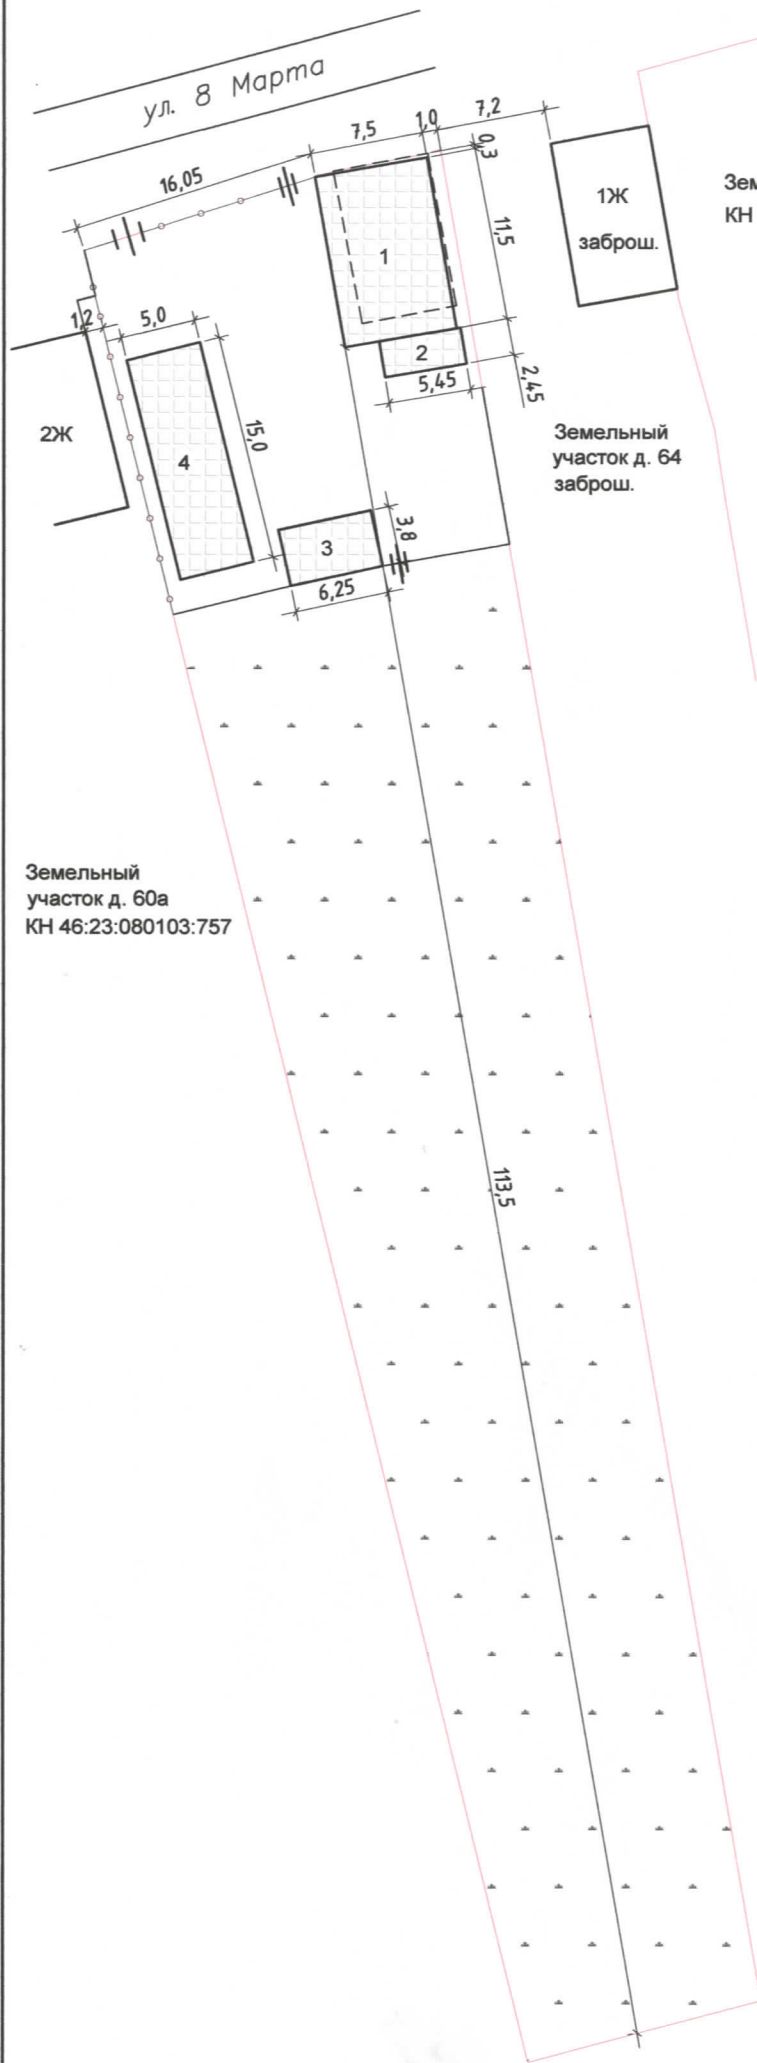 ул. 8 Марта
7,5
1,0
7,2
0,3
16,05
1Ж
заброш.
Зем
КН
11,5
1
1,2
5,0
2
5,45
2,45
2Ж
4
15,0
Земельный
участок д. 64
заброш.
3
3,8
6,25
Земельный
участок д. 60а
КН 46:23:080103:757
113,5